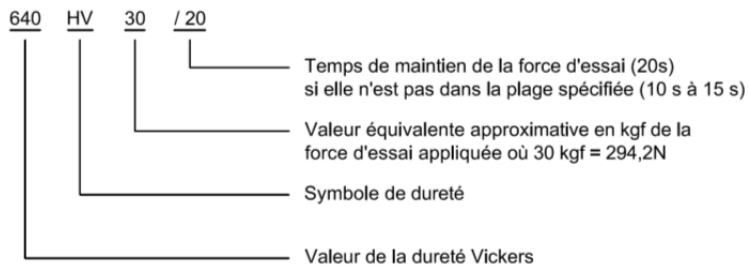 640 HV 30 / 20
Temps de maintien de la force d'essai (20s)
si elle n'est pas dans la plage spécifiée (10 s à 15 s)
Valeur équivalente approximative en kgf de la
force d'essai appliquée où 30 kgf = 294,2N
Symbole de dureté
Valeur de la dureté Vickers